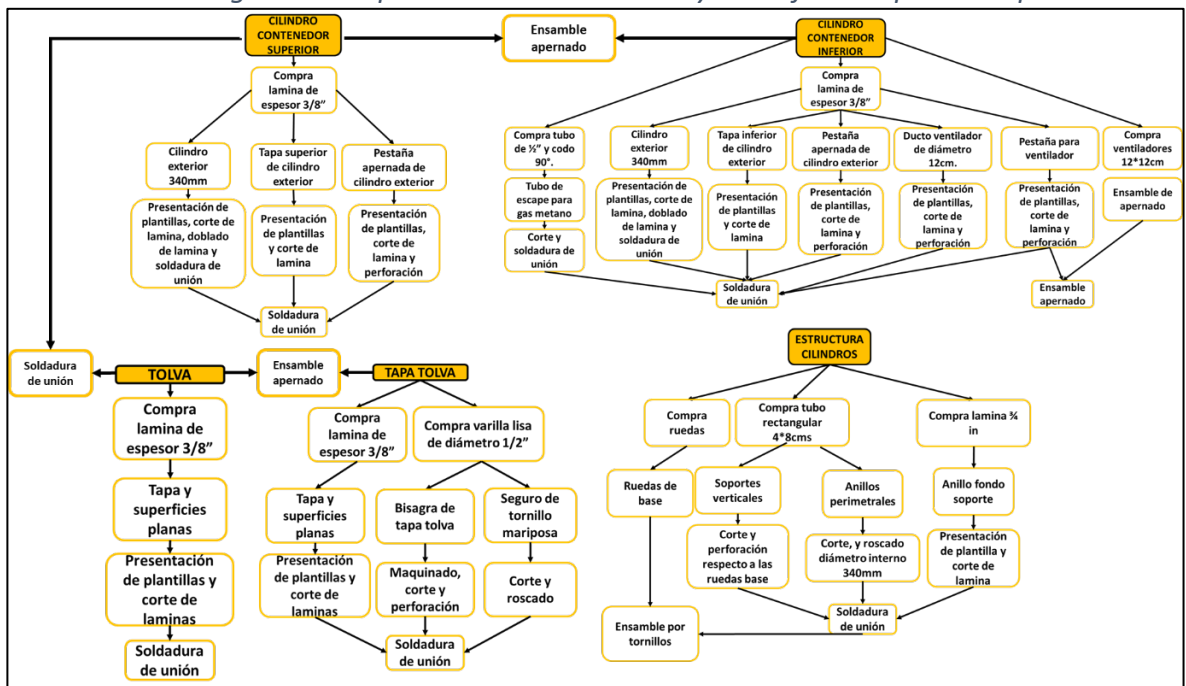 CILINDRO
CONTENEDOR
SUPERIOR
Ensamble
apernado
CILINDRO
CONTENEDOR
INFERIOR
Compra
lamina de
espesor 3/8”
Cilindro
exterior
340mm
Tapa superior
de cilindro
exterior
Pestaña
apernada de
cilindro exterior
Presentación de
plantillas, corte de
lamina, doblado
de lamina y
soldadura de unión
Presentación
de plantillas
y corte de
lamina
Presentación
de plantillas,
corte de
lamina y
perforación
Soldadura
de unión
Compra
lamina de
espesor 3/8”
Compra tubo
de ½” y codo
90°.
Cilindro
exterior
340mm
Tapa inferior
de cilindro
exterior
Pestaña
apernada de
cilindro exterior
Ducto ventilador
de diámetro
12cm.
Pestaña para
ventilador
Compra
ventiladores
12*12cm
Tubo de
escape para
gas metano
Presentación de
plantillas, corte de
lamina, doblado de
lamina y
soldadura de
unión
Presentación
de plantillas
y corte de
lamina
Presentación
de plantillas,
corte de
lamina y
perforación
Presentación
de plantillas,
corte de
lamina y
perforación
Presentación
de plantillas,
corte de
lamina y
perforación
Ensamble de
apernado
Corte y
soldadura de
unión
Soldadura
de unión
Ensamble
apernado
Soldadura
de unión
TOLVA
Ensamble
apernado
TAPA TOLVA
Compra
lamina de
espesor 3/8”
Tapa y
superficies
planas
Presentación
de plantillas y
corte de
laminas
Soldadura
de unión
Compra
lamina de
espesor 3/8”
Compra varilla lisa
de diámetro 1/2”
Tapa y
superficies
planas
Bisagra de
tapa tolva
Seguro de
tornillo
mariposa
Presentación
de plantillas y
corte de
laminas
Maquinado,
corte y
perforación
Corte y
roscado
Soldadura
de unión
ESTRUCTURA
CILINDROS
Compra
ruedas
Compra tubo
rectangular
4*8cms
Compra lamina ¾
in
Ruedas de
base
Soportes
verticales
Anillos
perimetrales
Anillo fondo
soporte
Corte y
perforación
respecto a las
ruedas base
Corte, y roscado
diámetro interno
340mm
Presentación
de plantilla y
corte de
lamina
Ensamble por
tornillos
Soldadura
de unión